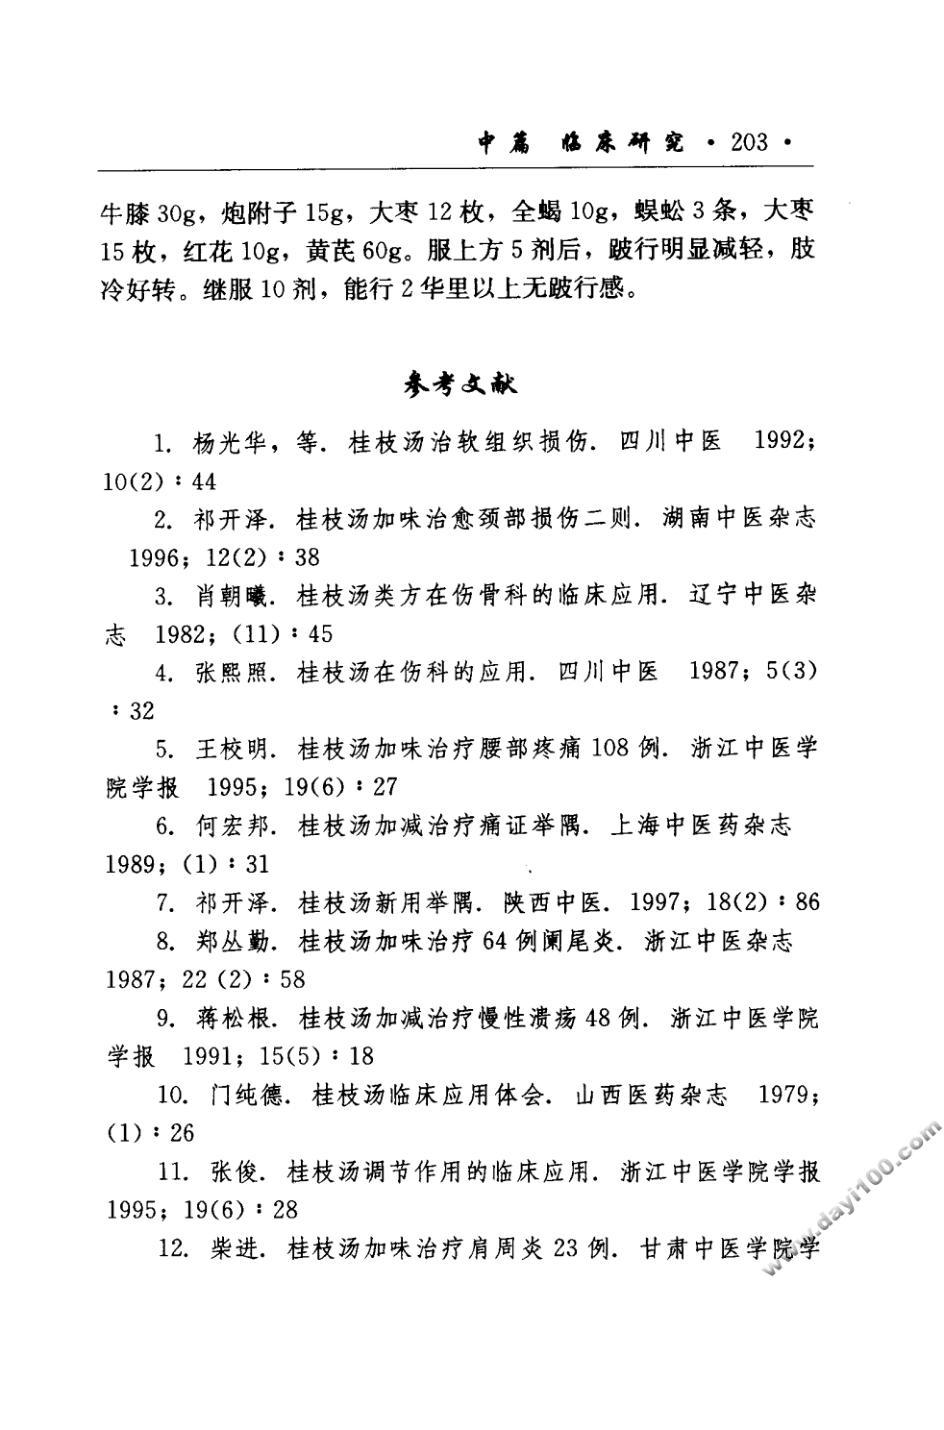 中篇 临床研究 · 203 ·
牛膝 30g，炮附子 15g，大枣 12 枚，全蝎 10g，蜈蚣 3 条，大枣
15 枚，红花 10g，黄芪 60g。服上方 5 剂后，跛行明显减轻，肢
冷好转。继服 10 剂，能行 2 华里以上无跛行感。
参考文献
1. 杨光华，等. 桂枝汤治软组织损伤. 四川中医 1992；
10(2)：44
2. 祁开泽. 桂枝汤加味治愈颈部损伤二则. 湖南中医杂志
1996；12(2)：38
3. 肖朝曦. 桂枝汤类方在伤骨科的临床应用. 辽宁中医杂
志 1982；(11)：45
4. 张熙照. 桂枝汤在伤科的应用. 四川中医 1987；5(3)
：32
5. 王校明. 桂枝汤加味治疗腰部疼痛 108 例. 浙江中医学
院学报 1995；19(6)：27
6. 何宏邦. 桂枝汤加减治疗痛证举隅. 上海中医药杂志
1989；(1)：31
7. 祁开泽. 桂枝汤新用举隅. 陕西中医. 1997；18(2)：86
8. 郑丛勤. 桂枝汤加味治疗 64 例阑尾炎. 浙江中医杂志
1987；22 (2)：58
9. 蒋松根. 桂枝汤加减治疗慢性溃疡 48 例. 浙江中医学院
学报 1991；15(5)：18
10. 门纯德. 桂枝汤临床应用体会. 山西医药杂志 1979；
(1)：26
11. 张俊. 桂枝汤调节作用的临床应用. 浙江中医学院学报
1995；19(6)：28
12. 柴进. 桂枝汤加味治疗肩周炎 23 例. 甘肃中医学院学
www.dayi100.com